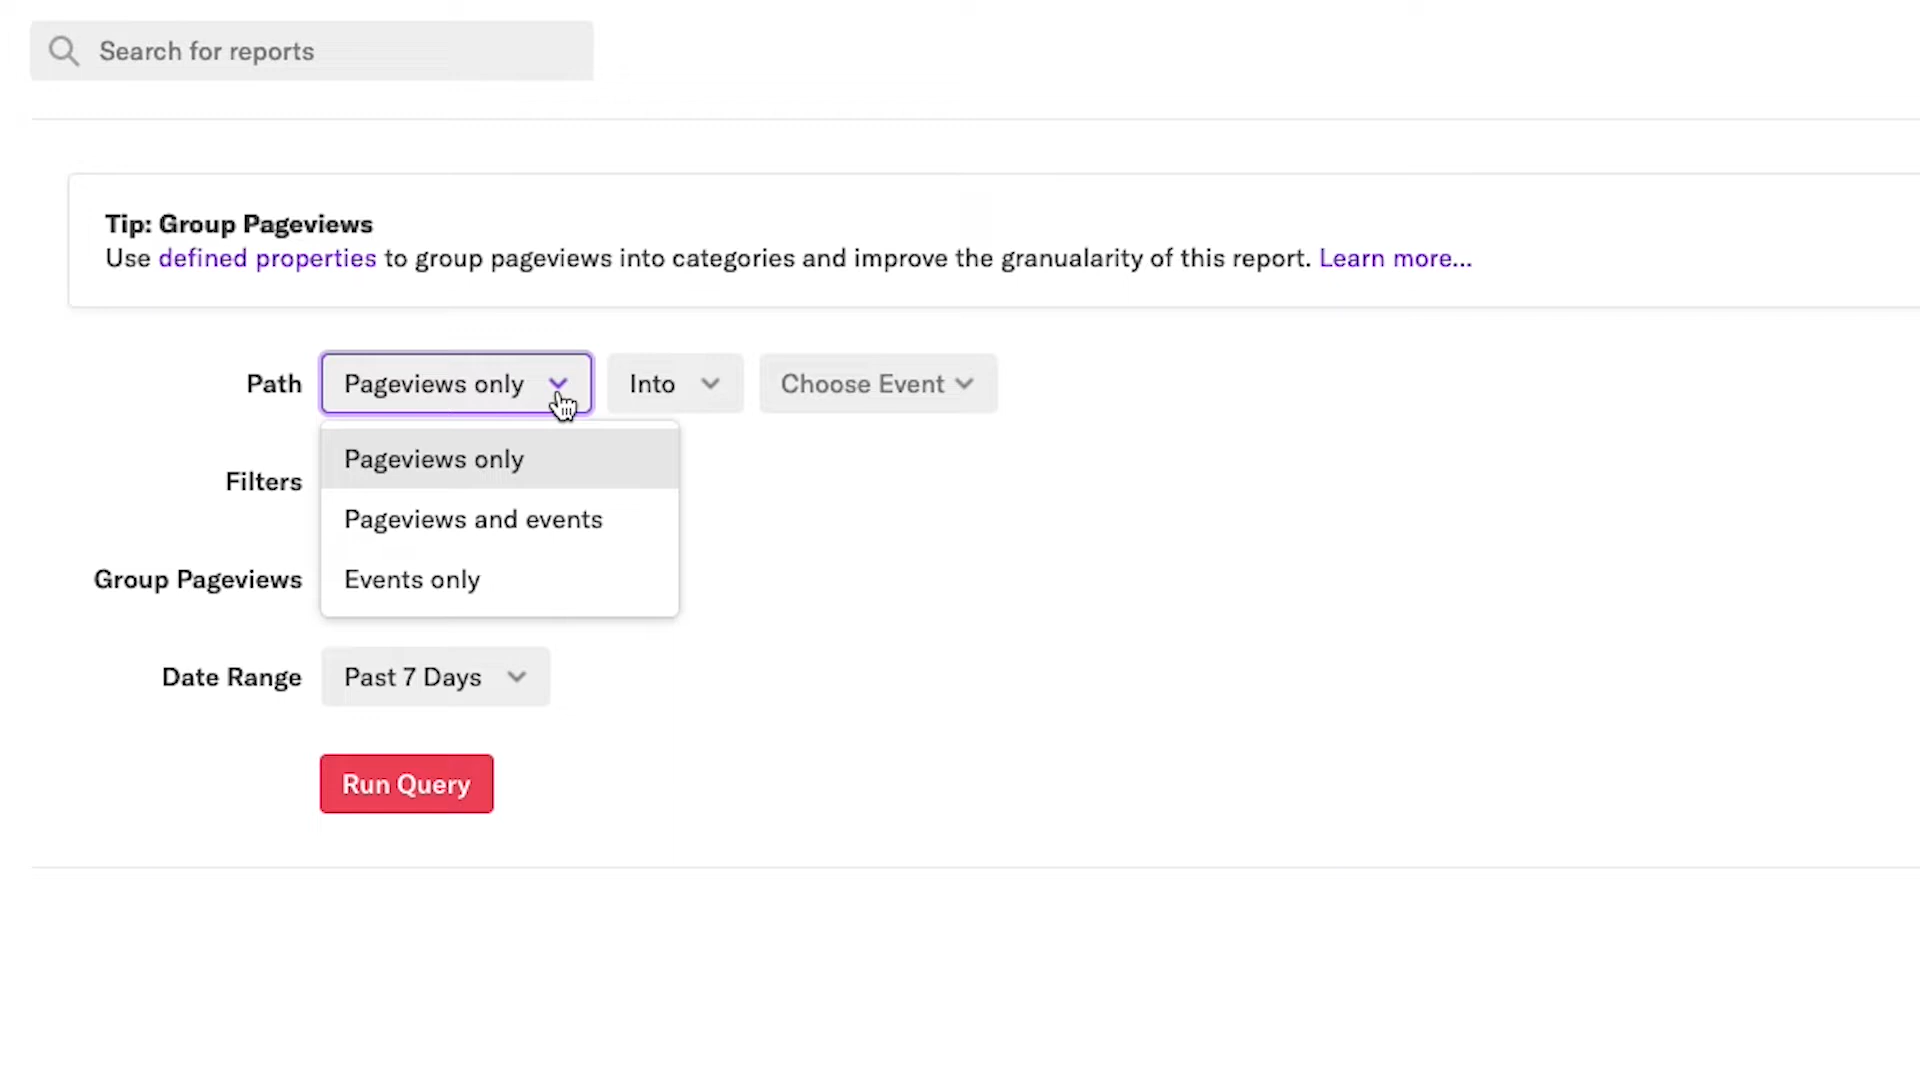 Search for reports
Tip: Group Pageviews
Use defined properties to group pageviews into categories and improve the granualarity of this report. Learn more...
Path Pageviews only Into Choose Event
Pageviews only
Filters
Pageviews and events
Group Pageviews Events only
Date Range Past 7 Days
Run Query